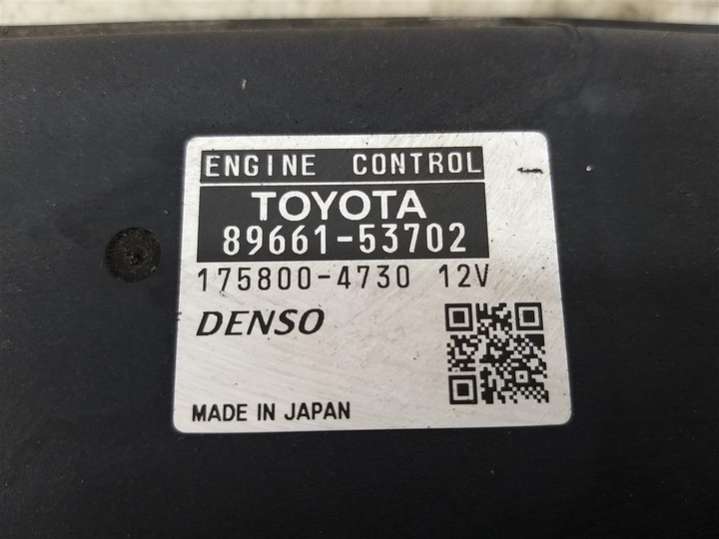 ENGINE CONTROL
TOYOTA
89661-53702
175800-4730 12V
DENSO
MADE IN JAPAN